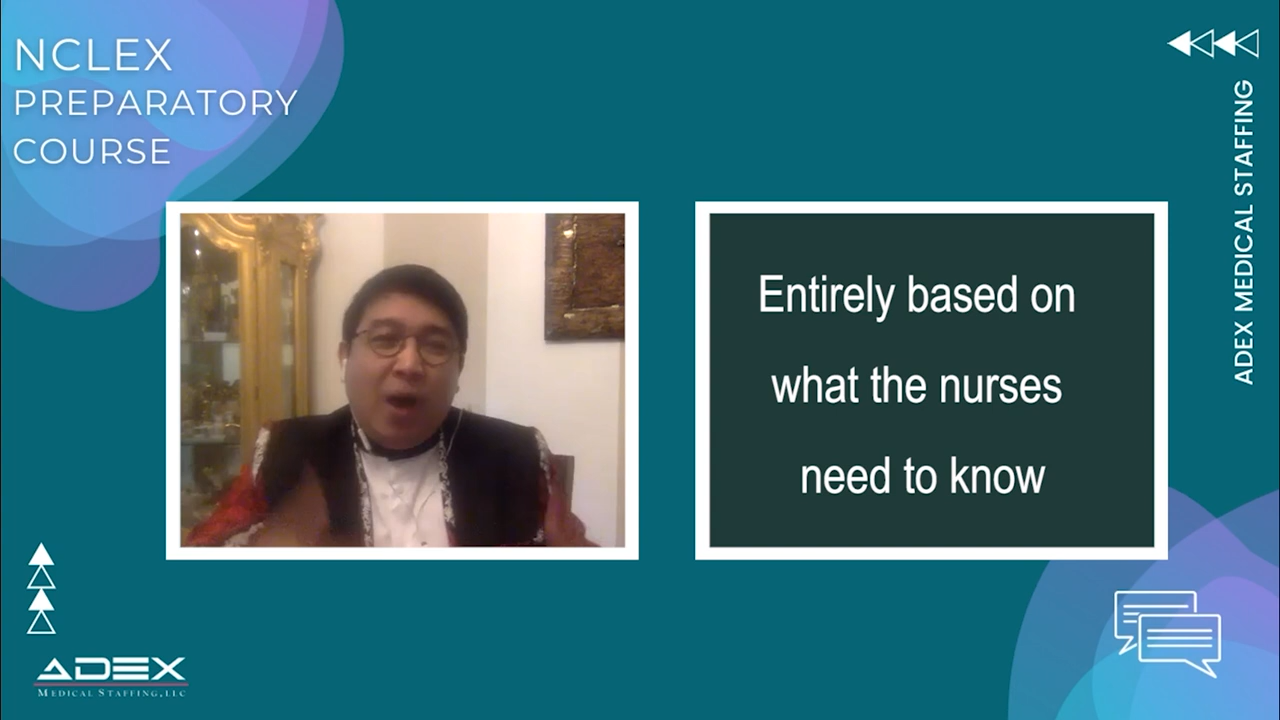 NCLEX
PREPARATORY
COURSE
ADEX MEDICAL STAFFING
Entirely based on
what the nurses
need to know
ADEX
MEDICAL STAFFING, LLC